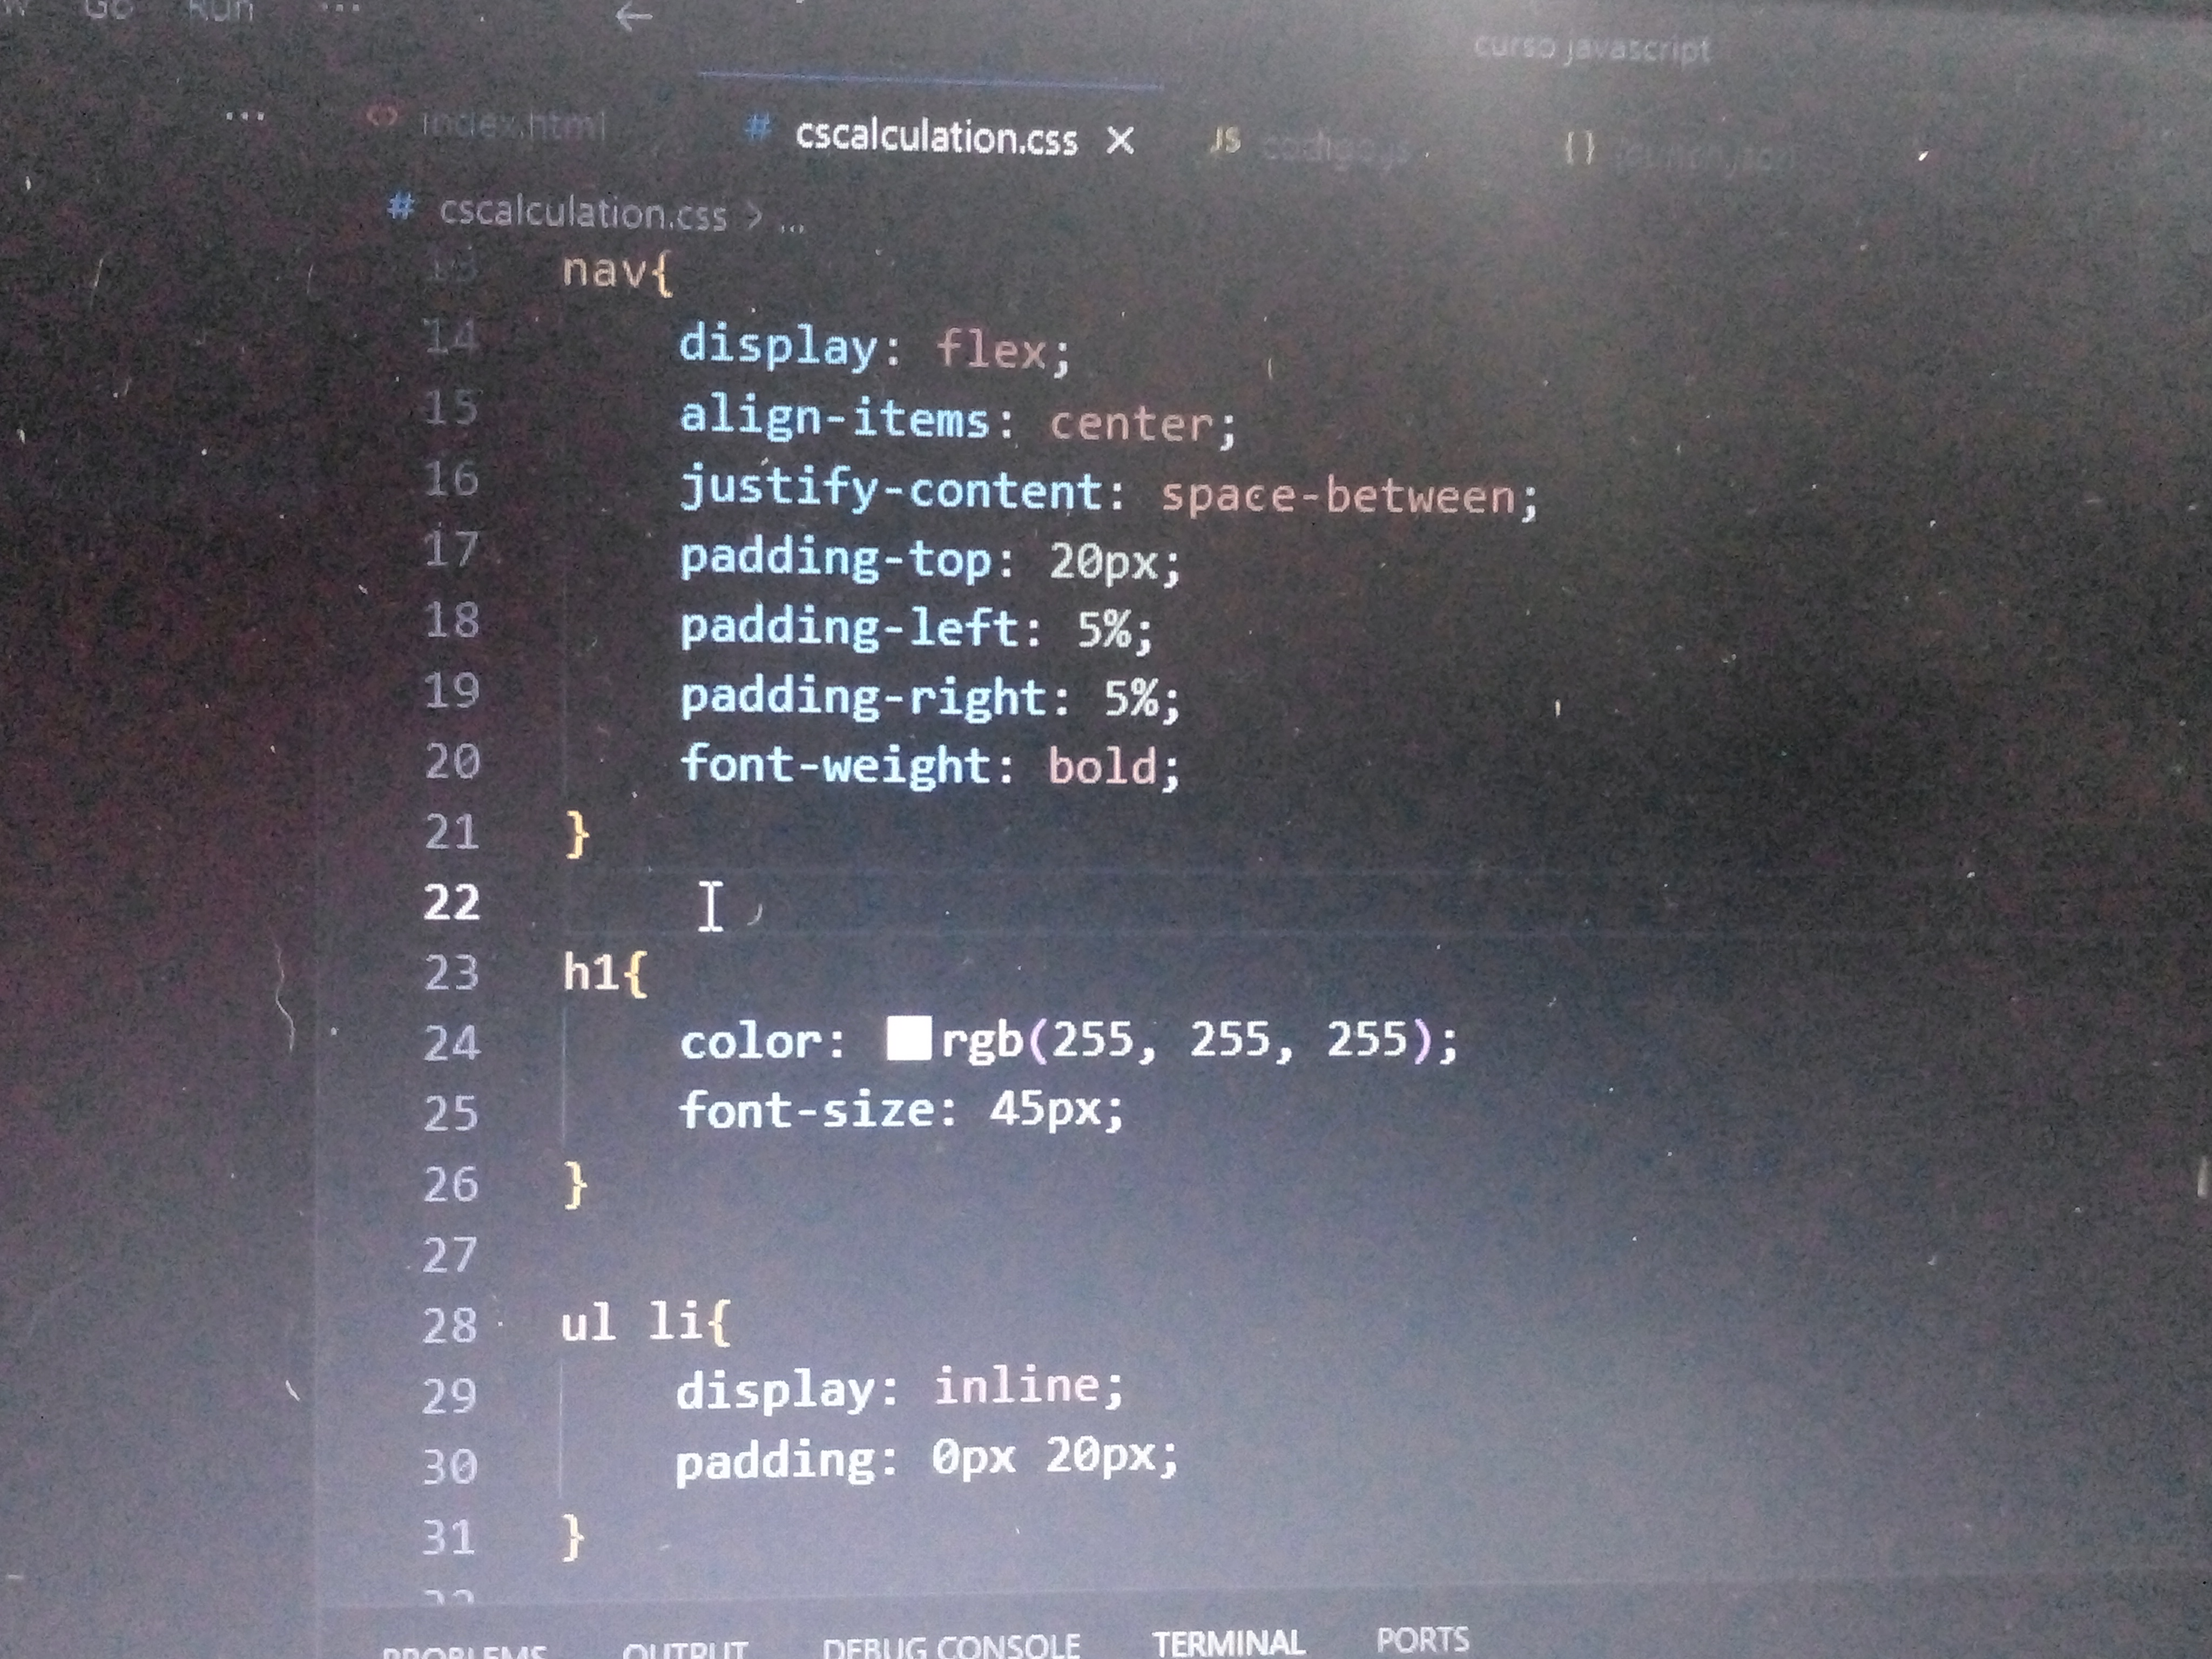 Go Run ... ←
curso javascript
... <> index.html # cscalculation.css × JS codigo.js {}
# cscalculation.css > ...
13 nav{
14 display: flex;
15 align-items: center;
16 justify-content: space-between;
17 padding-top: 20px;
18 padding-left: 5%;
19 padding-right: 5%;
20 font-weight: bold;
21 }
22
23 h1{
24 color: rgb(255, 255, 255);
25 font-size: 45px;
26 }
27
28 ul li{
29 display: inline;
30 padding: 0px 20px;
31 }
PROBLEMS OUTPUT DEBUG CONSOLE TERMINAL PORTS